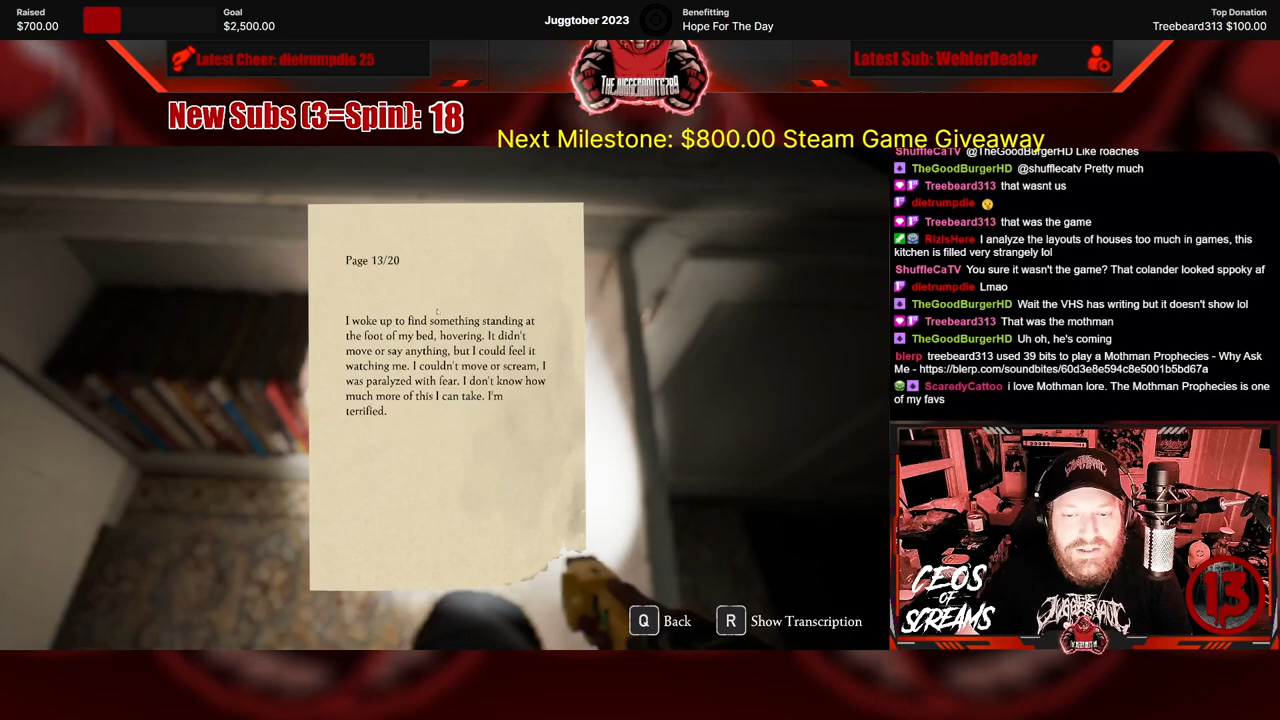 Raised
$700.00
Goal
$2,500.00
Juggtober 2023
Benefitting
Hope For The Day
Top Donation
Treebeard313 $100.00
Latest Cheer: dietrumpdie 25
THEJUGGERNAUT6789
Latest Sub: WehlerDealer
New Subs (3=Spin): 18
Next Milestone: $800.00 Steam Game Giveaway
Page 13/20
I woke up to find something standing at
the foot of my bed, hovering. It didn't
move or say anything, but I could feel it
watching me. I couldn't move or scream, I
was paralyzed with fear. I don't know how
much more of this I can take. I'm
terrified.
Q Back
R Show Transcription
ShuffleCaTV @TheGoodBurgerHD Like roaches
TheGoodBurgerHD @shufflecatv Pretty much
Treebeard313 that wasnt us
dietrumpdie
Treebeard313 that was the game
RizIsHere I analyze the layouts of houses too much in games, this
kitchen is filled very strangely lol
ShuffleCaTV You sure it wasn't the game? That colander looked sppoky af
dietrumpdie Lmao
TheGoodBurgerHD Wait the VHS has writing but it doesn't show lol
Treebeard313 That was the mothman
TheGoodBurgerHD Uh oh, he's coming
blerp treebeard313 used 39 bits to play a Mothman Prophecies - Why Ask
Me - https://blerp.com/soundbites/60d3e8e594c8e5001b5bd67a
ScaredyCattoo i love Mothman lore. The Mothman Prophecies is one
of my favs
CEOS
OF
SCREAMS
13